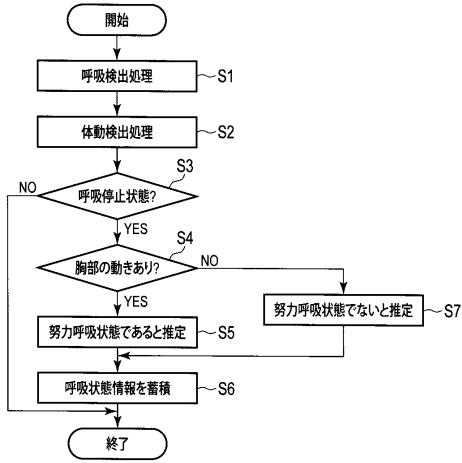 開始
呼吸検出処理 S1
体動検出処理 S2
S3
NO 呼吸停止状態?
YES S4
胸部の動きあり? NO
YES
努力呼吸状態であると推定 S5
努力呼吸状態でないと推定 S7
呼吸状態情報を蓄積 S6
終了